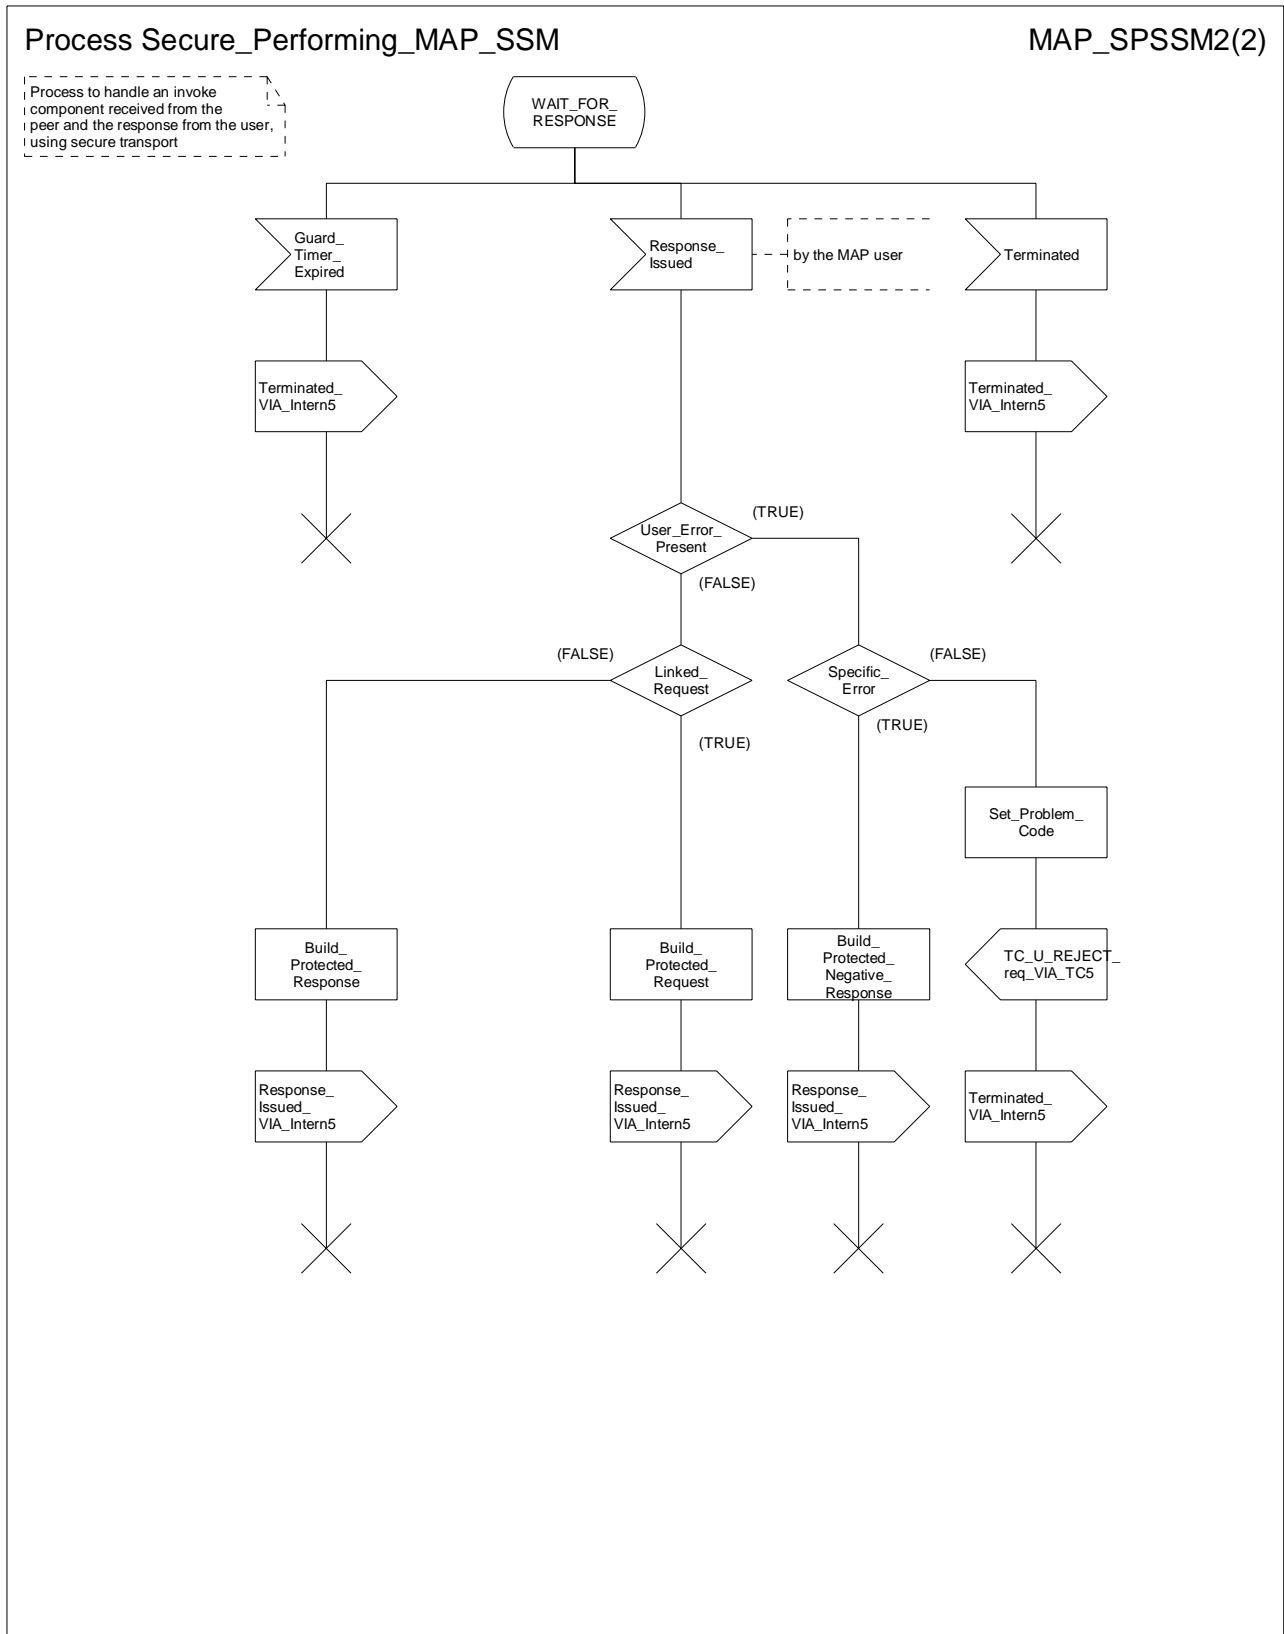 Process Secure_Performing_MAP_SSM
MAP_SPSSM2(2)
Process to handle an invoke
component received from the
peer and the response from the user,
using secure transport
WAIT_FOR_
RESPONSE
Guard_
Timer_
Expired
Response_
Issued
by the MAP user
Terminated
Terminated_
VIA_Intern5
Terminated_
VIA_Intern5
User_Error_
Present
(TRUE)
(FALSE)
(FALSE)
Linked_
Request
(TRUE)
Specific_
Error
(FALSE)
(TRUE)
Set_Problem_
Code
Build_
Protected_
Response
Build_
Protected_
Request
Build_
Protected_
Negative_
Response
TC_U_REJECT_
req_VIA_TC5
Response_
Issued_
VIA_Intern5
Response_
Issued_
VIA_Intern5
Response_
Issued_
VIA_Intern5
Terminated_
VIA_Intern5